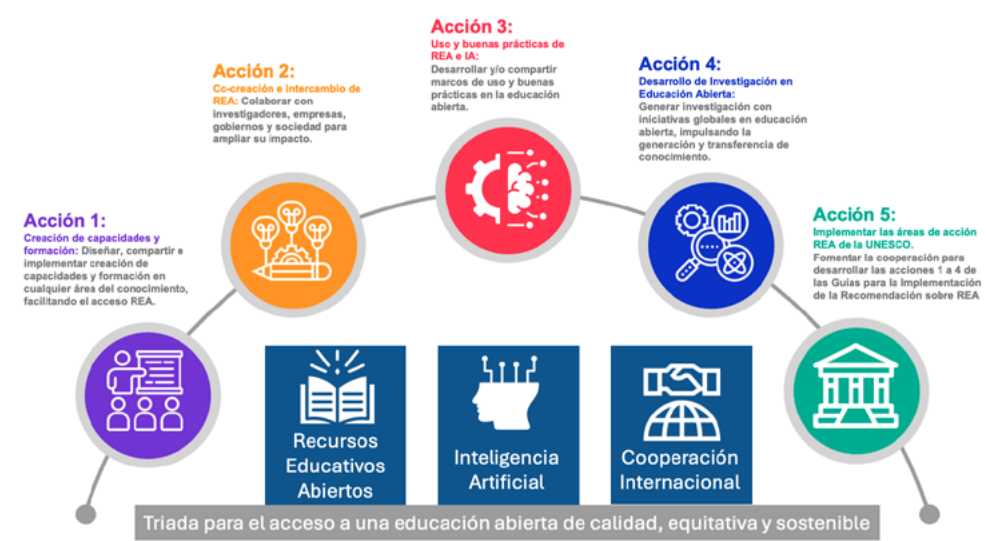 Acción 1:
Creación de capacidades y
formación: Diseñar, compartir e
implementar creación de
capacidades y formación en
cualquier área del conocimiento,
facilitando el acceso REA.
Acción 2:
Co-creación e intercambio de
REA: Colaborar con
investigadores, empresas,
gobiernos y sociedad para
ampliar su impacto.
Acción 3:
Uso y buenas prácticas de
REA e IA:
Desarrollar y/o compartir
marcos de uso y buenas
prácticas en la educación
abierta.
Acción 4:
Desarrollo de Investigación en
Educación Abierta:
Generar investigación con
iniciativas globales en educación
abierta, impulsando la
generación y transferencia de
conocimiento.
Acción 5:
Implementar las áreas de acción
REA de la UNESCO.
Fomentar la cooperación para
desarrollar las acciones 1 a 4 de
las Guías para la Implementación
de la Recomendación sobre REA
Recursos
Educativos
Abiertos
Inteligencia
Artificial
Cooperación
Internacional
Triada para el acceso a una educación abierta de calidad, equitativa y sostenible